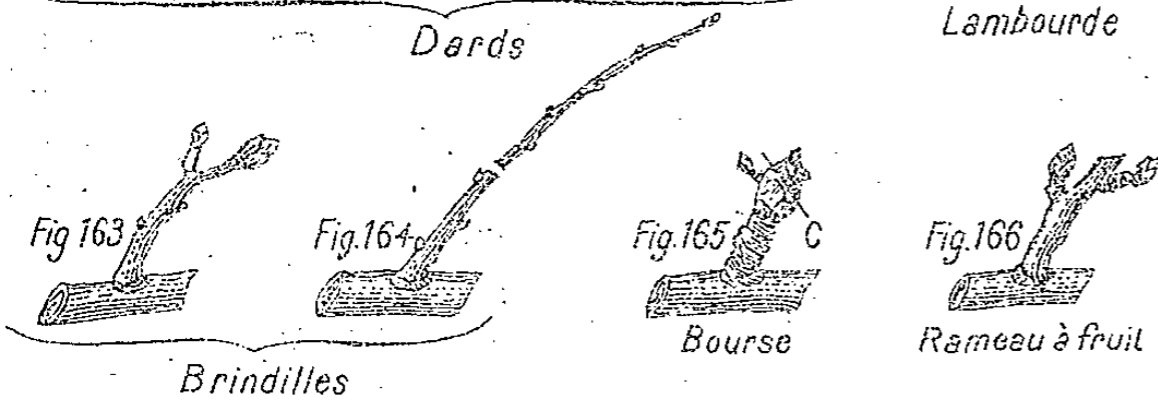 Dards
Lambourde
Fig 163
Fig. 164
Fig. 165
C
Fig. 166
Brindilles
Bourse
Rameau à fruit